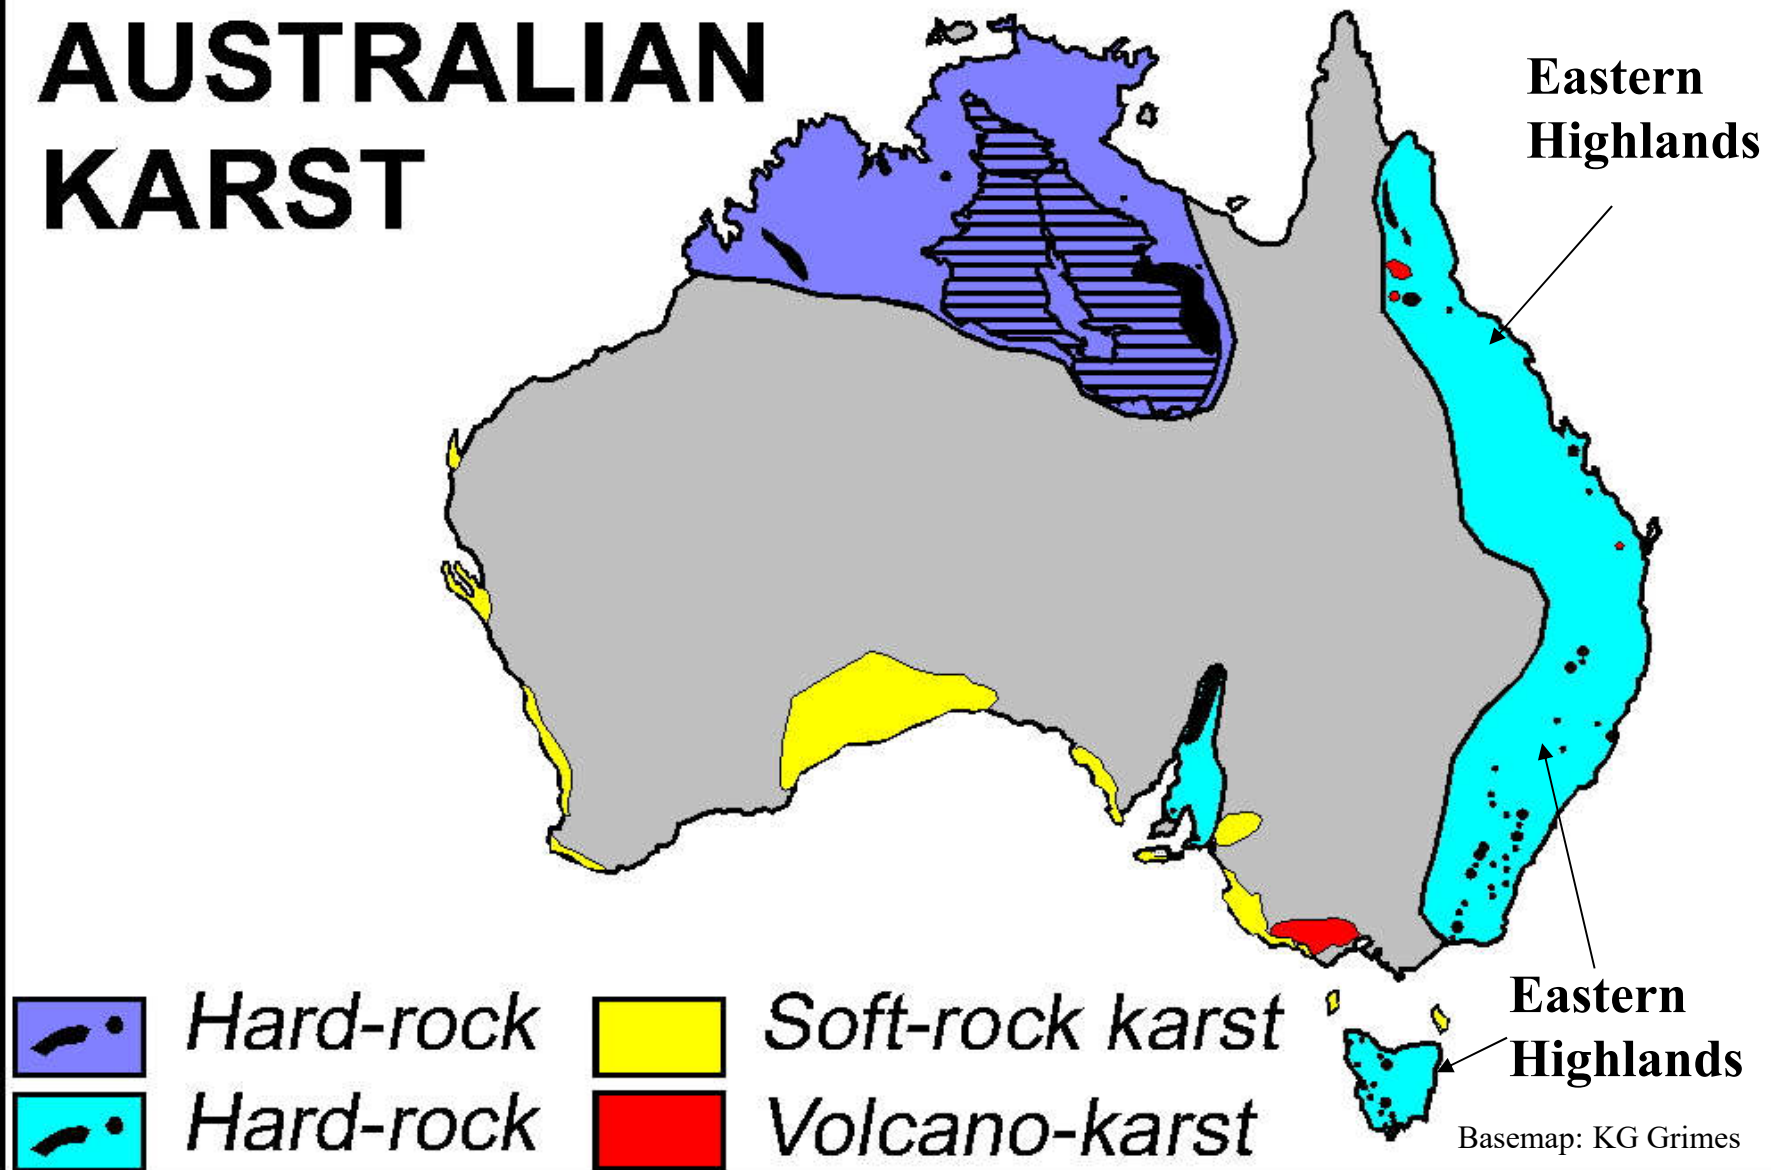 AUSTRALIAN
KARST
Eastern
Highlands
Hard-rock
Soft-rock karst
Hard-rock
Volcano-karst
Eastern
Highlands
Basemap: KG Grimes